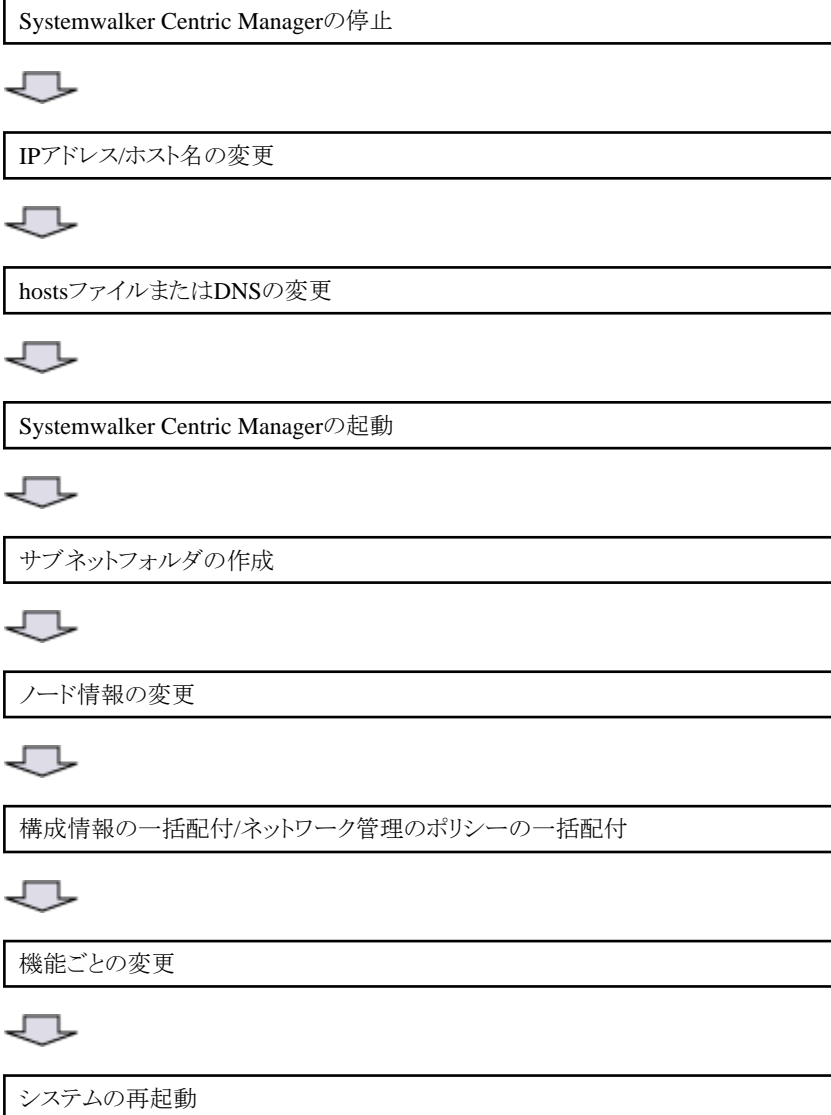 Systemwalker Centric Managerの停止
IPアドレス/ホスト名の変更
hostsファイルまたはDNSの変更
Systemwalker Centric Managerの起動
サブネットフォルダの作成
ノード情報の変更
構成情報の一括配付/ネットワーク管理のポリシーの一括配付
機能ごとの変更
システムの再起動